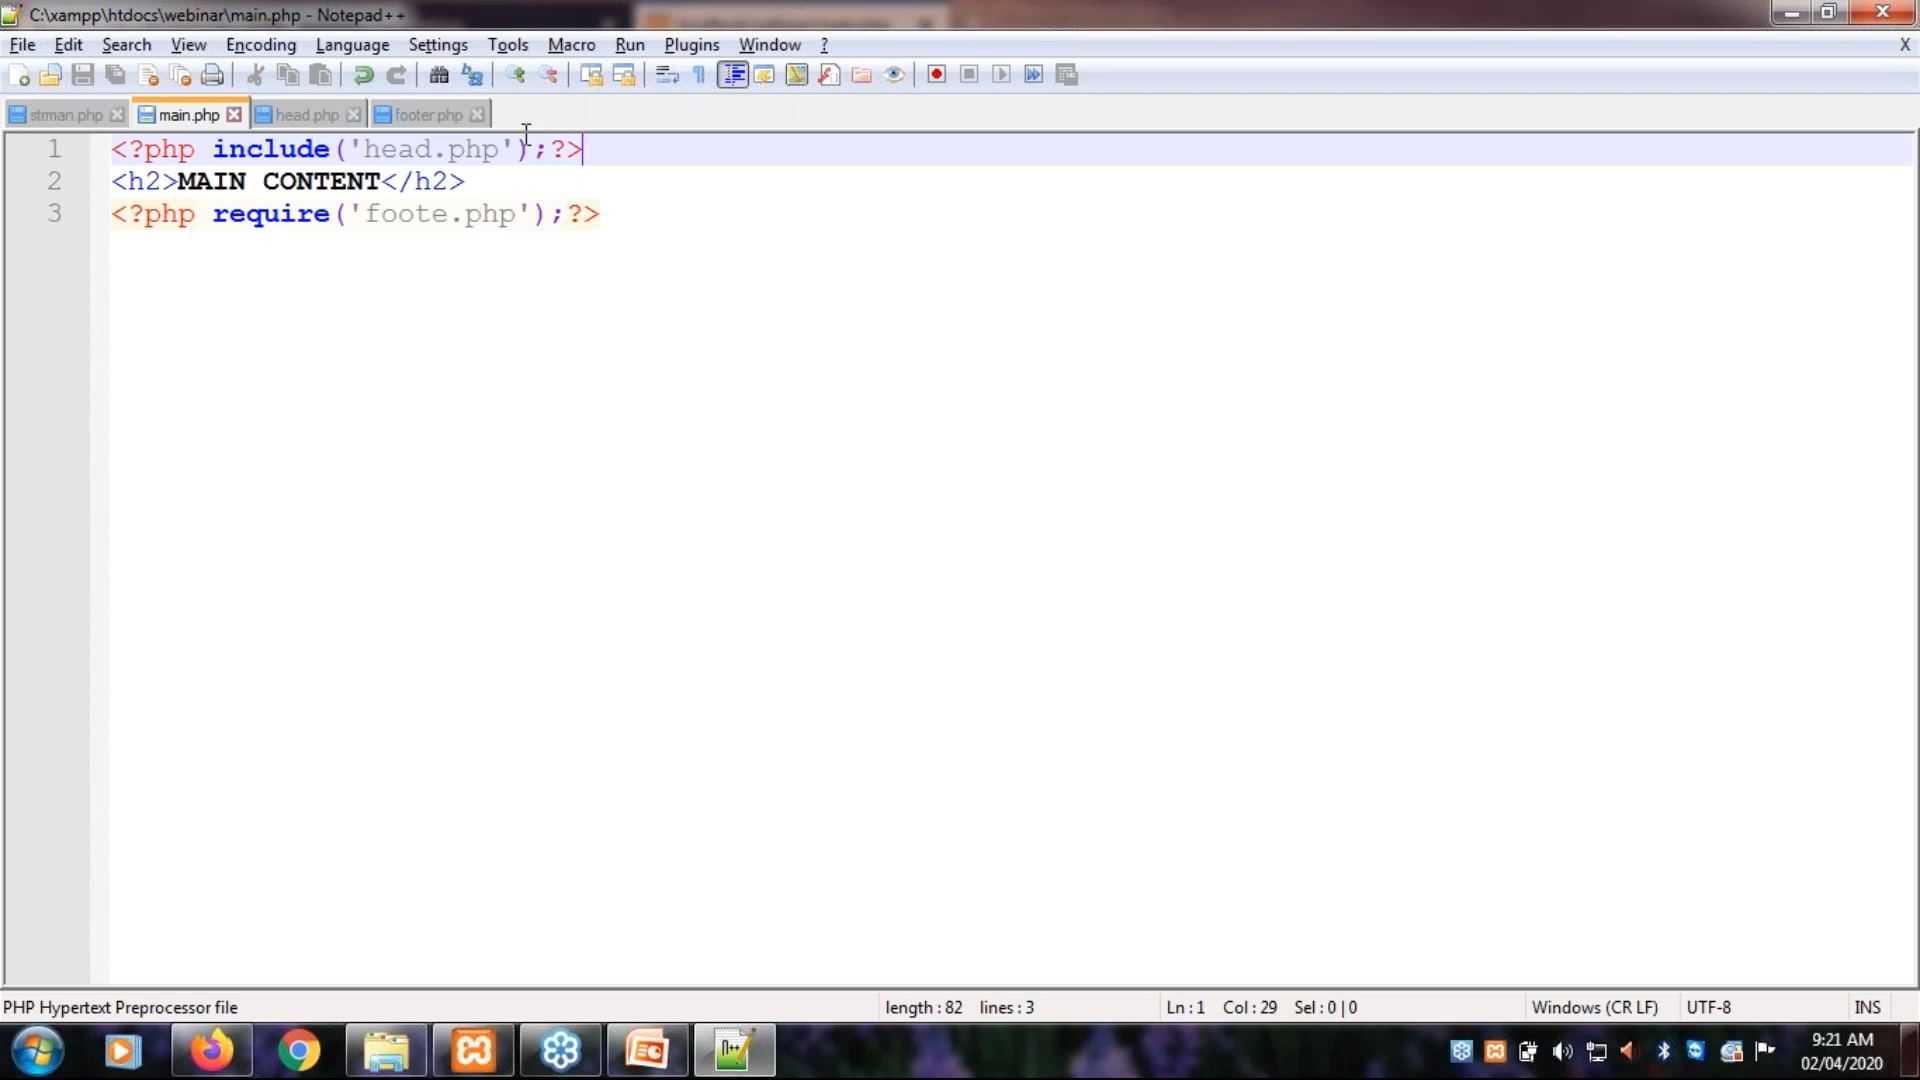 C:\xampp\htdocs\webinar\main.php - Notepad++
File Edit Search View Encoding Language Settings Tools Macro Run Plugins Window ? X
strman.php main.php head.php footer.php
1 <?php include('head.php');?>
2 <h2>MAIN CONTENT</h2>
3 <?php require('foote.php');?>
PHP Hypertext Preprocessor file length : 82 lines : 3 Ln : 1 Col : 29 Sel : 0 | 0 Windows (CR LF) UTF-8 INS
9:21 AM
02/04/2020